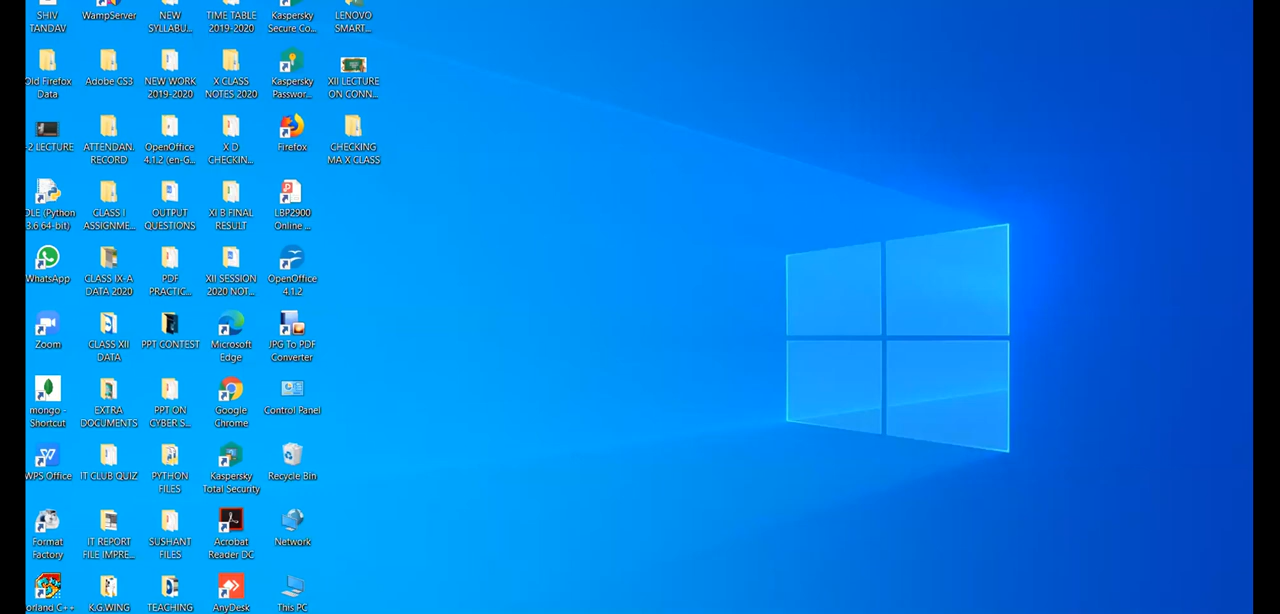 SHIV
TANDAV
WampServer
NEW
SYLLABU...
TIME TABLE
2019-2020
Kaspersky
Secure Co...
LENOVO
SMART...
Old Firefox
Data
Adobe CS3
NEW WORK
2019-2020
X CLASS
NOTES 2020
Kaspersky
Passwor...
XII LECTURE
ON CONN...
-2 LECTURE
ATTENDAN.
RECORD
OpenOffice
4.1.2 (en-G...
X D
CHECKIN...
Firefox
CHECKING
MA X CLASS
DLE (Python
3.6 64-bit)
CLASS I
ASSIGNME...
OUTPUT
QUESTIONS
XI B FINAL
RESULT
LBP2900
Online ...
WhatsApp
CLASS IX- A
DATA 2020
PDF
PRACTIC...
XII SESSION
2020 NOT...
OpenOffice
4.1.2
Zoom
CLASS XII
DATA
PPT CONTEST
Microsoft
Edge
JPG To PDF
Converter
mongo -
Shortcut
EXTRA
DOCUMENTS
PPT ON
CYBER S...
Google
Chrome
Control Panel
WPS Office
IT CLUB QUIZ
PYTHON
FILES
Kaspersky
Total Security
Recycle Bin
Format
Factory
IT REPORT
FILE IMPRE...
SUSHANT
FILES
Acrobat
Reader DC
Network
orland C++
K.G.WING
TEACHING
AnyDesk
This PC